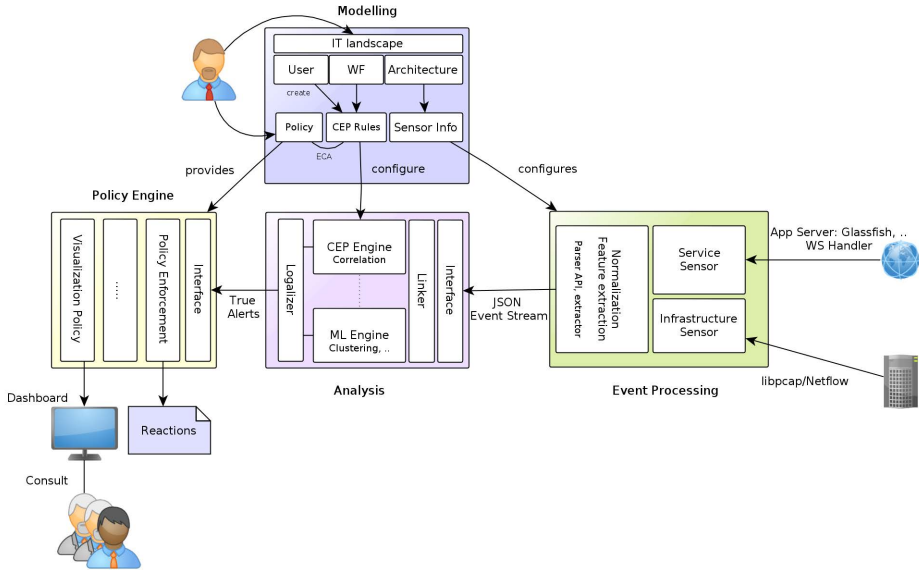 Modelling
IT landscape
User
WF
Architecture
create
Policy
CEP Rules
Sensor Info
ECA
provides
configure
configures
Policy Engine
Visualization Policy
.....
Policy Enforcement
Interface
True
Alerts
Logalizer
CEP Engine
Correlation
ML Engine
Clustering, ..
Linker
Interface
Analysis
JSON
Event Stream
Normalization
Feature extraction
Parser API, extractor
Service
Sensor
Infrastructure
Sensor
Event Processing
App Server: Glassfish, ..
WS Handler
libpcap/Netflow
Dashboard
Reactions
Consult